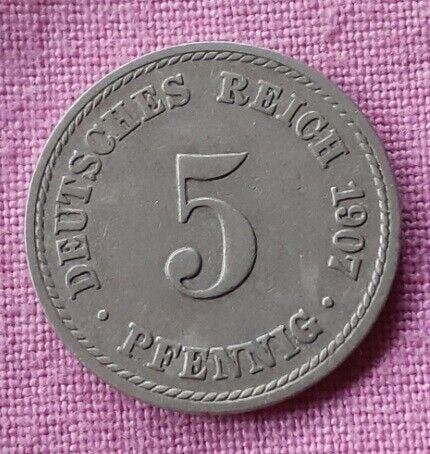 DEUTSCHES REICH 1907
5
· PFENNIG ·